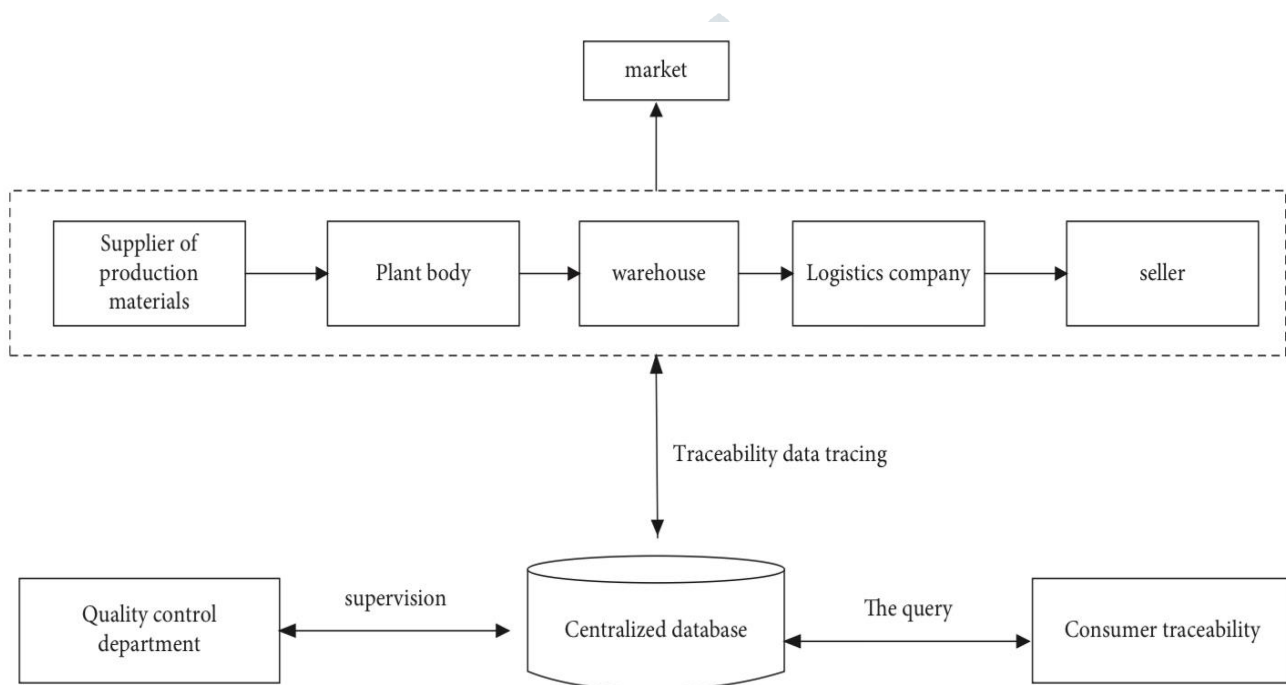 market
Supplier of
production
materials
Plant body
warehouse
Logistics company
seller
Traceability data tracing
Quality control
department
supervision
Centralized database
The query
Consumer traceability